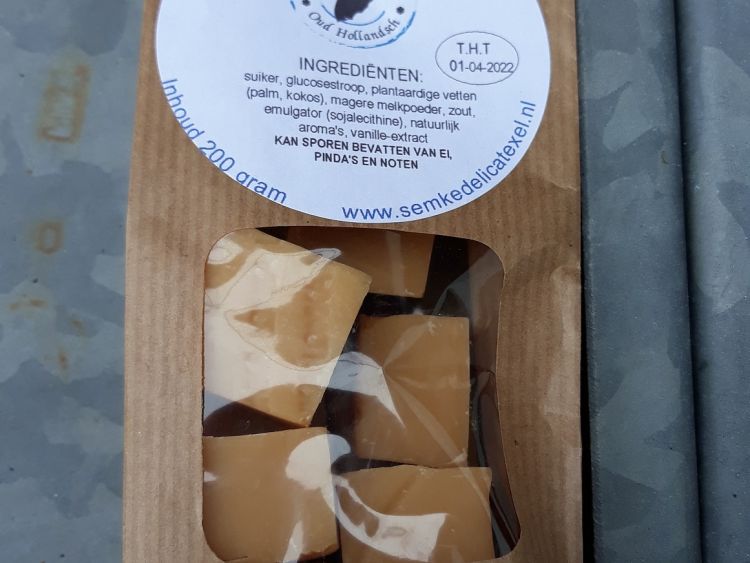 Oud Hollandsch
T.H.T
01-04-2022
INGREDIËNTEN:
suiker, glucosestroop, plantaardige vetten
(palm, kokos), magere melkpoeder, zout,
emulgator (sojalecithine), natuurlijk
aroma's, vanille-extract
KAN SPOREN BEVATTEN VAN EI,
PINDA'S EN NOTEN
Inhoud 200 gram
www.semkedelicatexel.nl